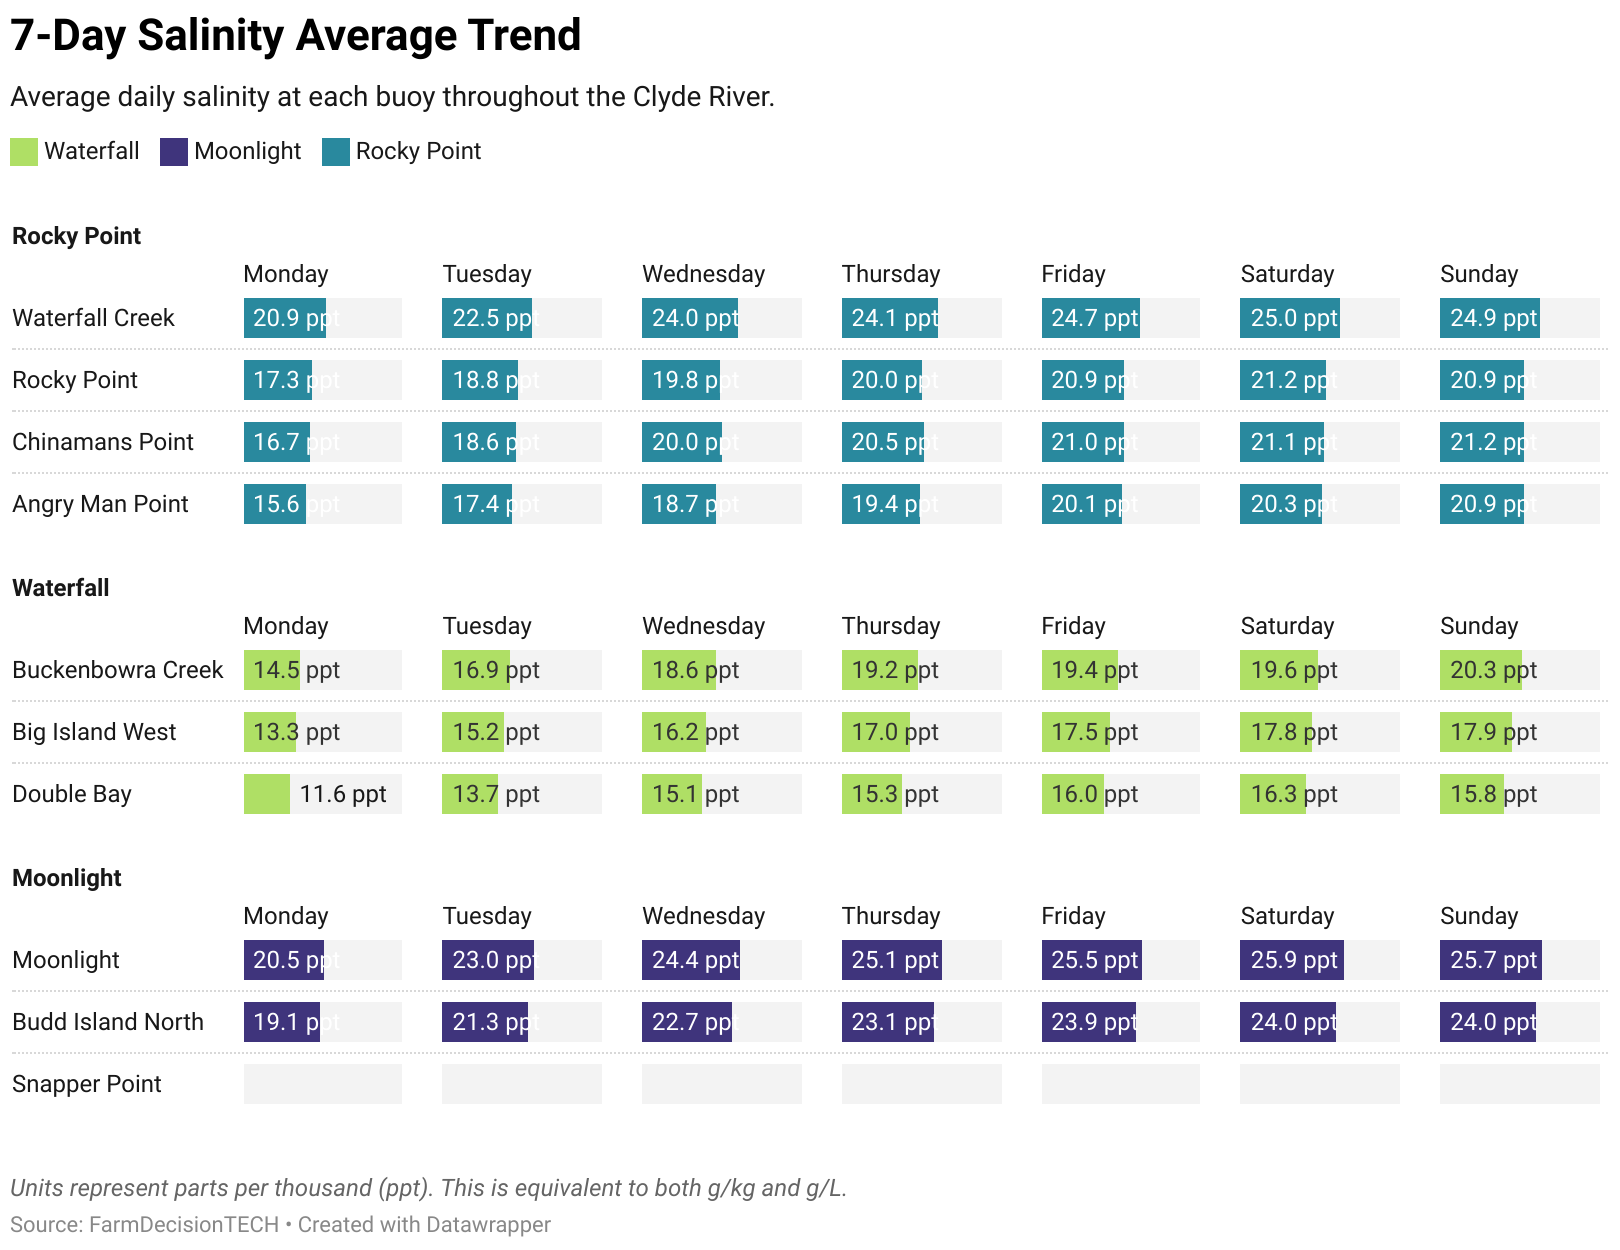 7-Day Salinity Average Trend
Average daily salinity at each buoy throughout the Clyde River.
Waterfall Moonlight Rocky Point
Rocky Point
Monday Tuesday Wednesday Thursday Friday Saturday Sunday
Waterfall Creek 20.9 ppt 22.5 ppt 24.0 ppt 24.1 ppt 24.7 ppt 25.0 ppt 24.9 ppt
Rocky Point 17.3 ppt 18.8 ppt 19.8 ppt 20.0 ppt 20.9 ppt 21.2 ppt 20.9 ppt
Chinamans Point 16.7 ppt 18.6 ppt 20.0 ppt 20.5 ppt 21.0 ppt 21.1 ppt 21.2 ppt
Angry Man Point 15.6 ppt 17.4 ppt 18.7 ppt 19.4 ppt 20.1 ppt 20.3 ppt 20.9 ppt
Waterfall
Monday Tuesday Wednesday Thursday Friday Saturday Sunday
Buckenbowra Creek 14.5 ppt 16.9 ppt 18.6 ppt 19.2 ppt 19.4 ppt 19.6 ppt 20.3 ppt
Big Island West 13.3 ppt 15.2 ppt 16.2 ppt 17.0 ppt 17.5 ppt 17.8 ppt 17.9 ppt
Double Bay 11.6 ppt 13.7 ppt 15.1 ppt 15.3 ppt 16.0 ppt 16.3 ppt 15.8 ppt
Moonlight
Monday Tuesday Wednesday Thursday Friday Saturday Sunday
Moonlight 20.5 ppt 23.0 ppt 24.4 ppt 25.1 ppt 25.5 ppt 25.9 ppt 25.7 ppt
Budd Island North 19.1 ppt 21.3 ppt 22.7 ppt 23.1 ppt 23.9 ppt 24.0 ppt 24.0 ppt
Snapper Point
Units represent parts per thousand (ppt). This is equivalent to both g/kg and g/L.
Source: FarmDecisionTECH • Created with Datawrapper